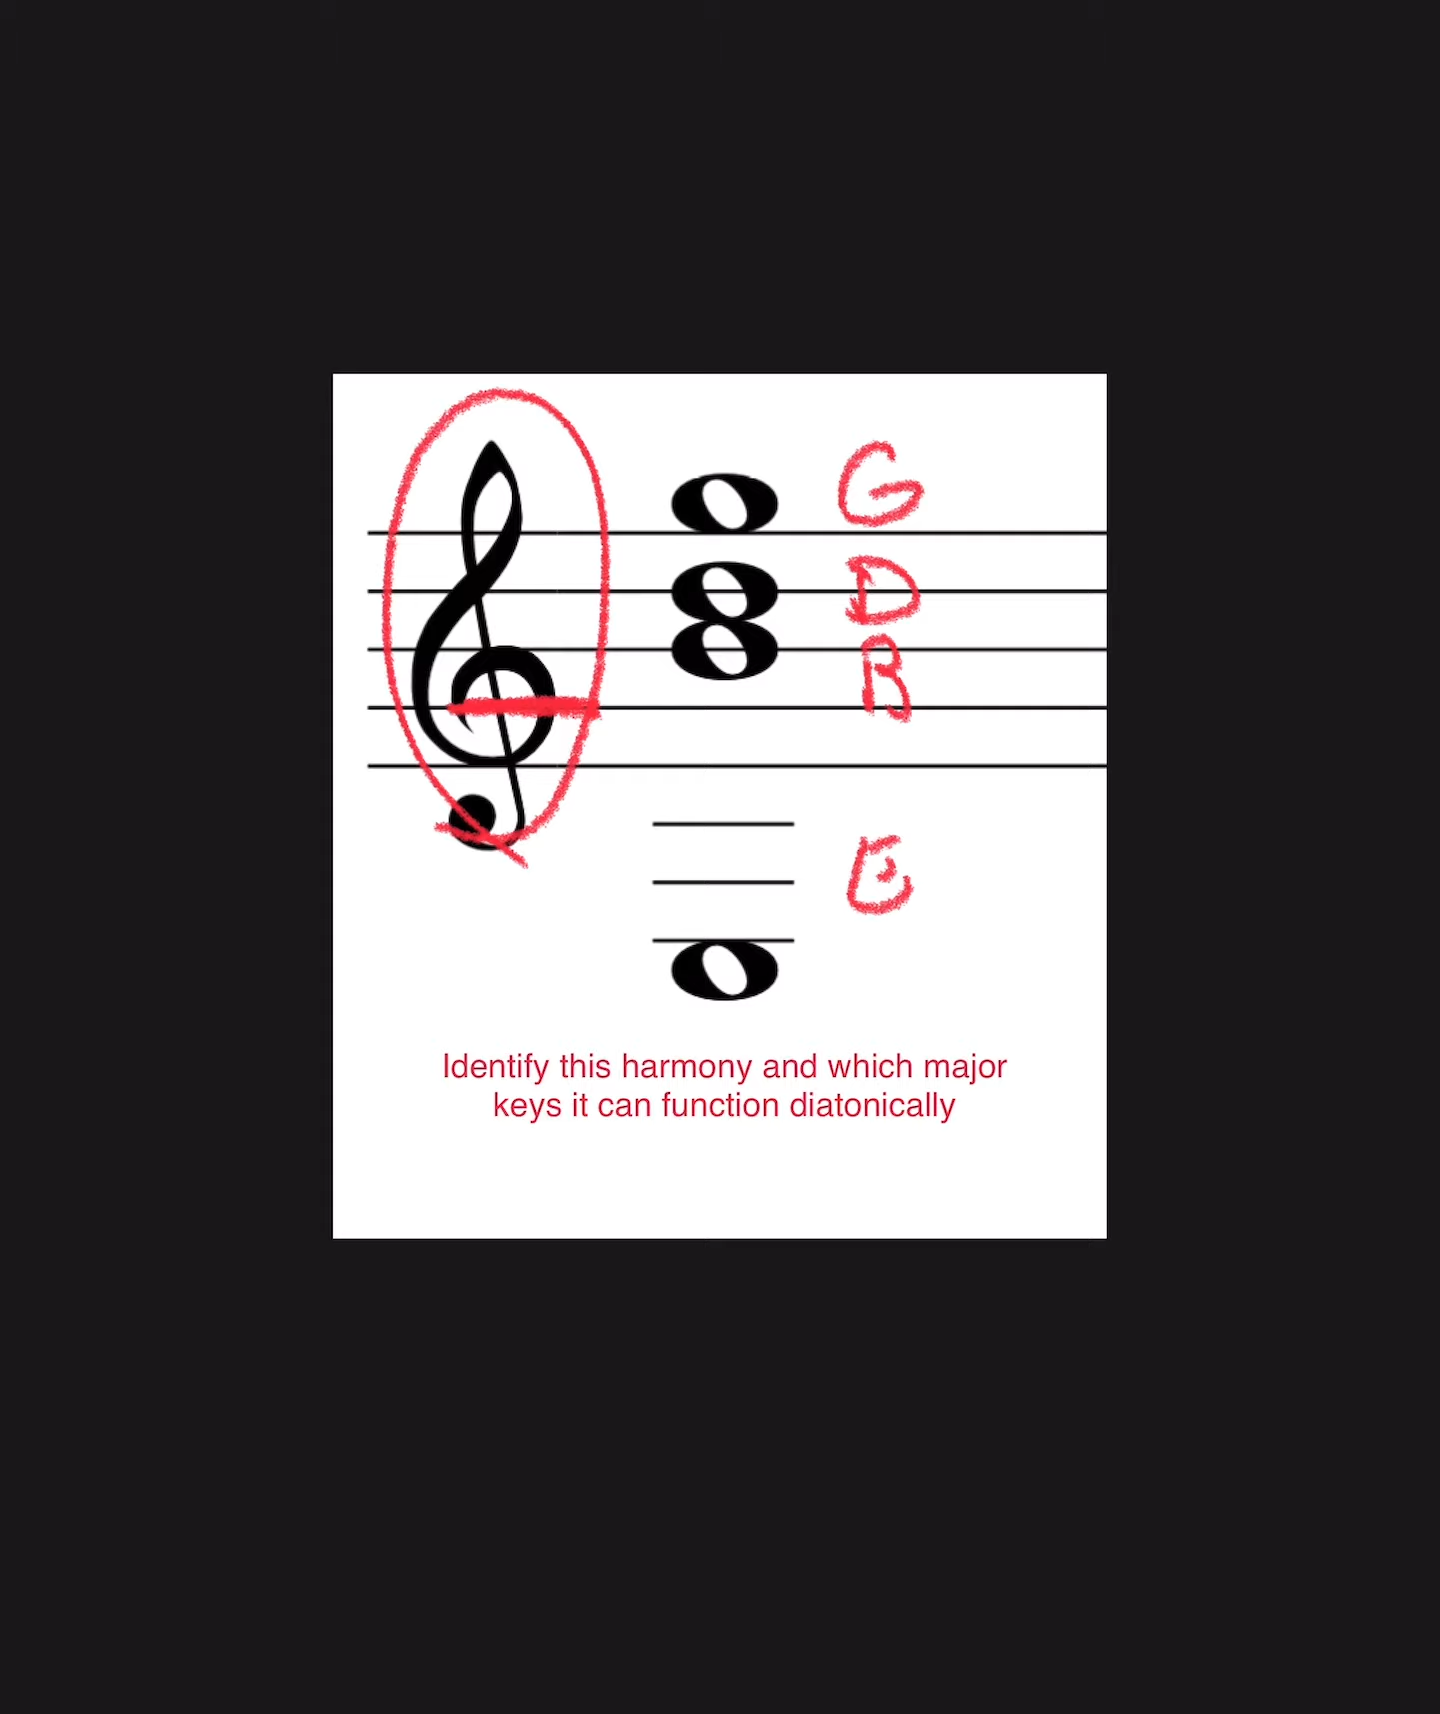 G
D
B
E
Identify this harmony and which major
keys it can function diatonically